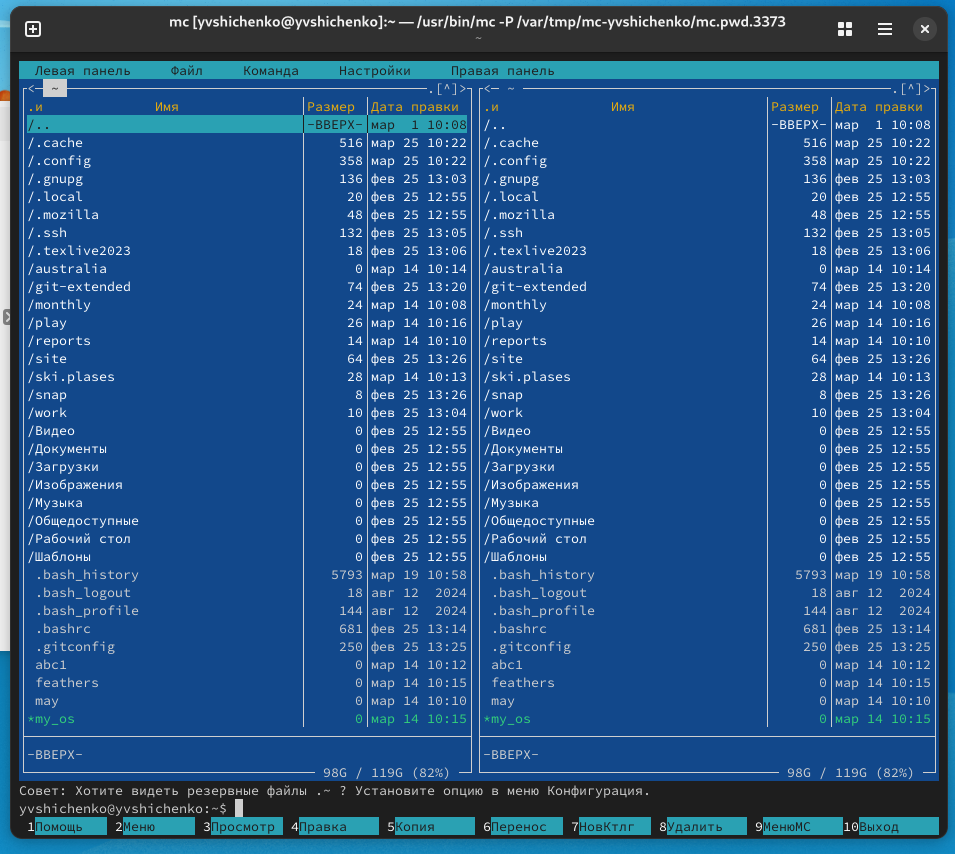 mc [yvshichenko@yvshichenko]:~ — /usr/bin/mc -P /var/tmp/mc-yvshichenko/mc.pwd.3373
~
Левая панель Файл Команда Настройки Правая панель
<─ ~ ─.[^]>┐ <─ ~ ─.[^]>┐
.и Имя Размер Дата правки .и Имя Размер Дата правки
/.. -ВВЕРХ- мар 1 10:08 /.. -ВВЕРХ- мар 1 10:08
/.cache 516 мар 25 10:22 /.cache 516 мар 25 10:22
/.config 358 мар 25 10:22 /.config 358 мар 25 10:22
/.gnupg 136 фев 25 13:03 /.gnupg 136 фев 25 13:03
/.local 20 фев 25 12:55 /.local 20 фев 25 12:55
/.mozilla 48 фев 25 12:55 /.mozilla 48 фев 25 12:55
/.ssh 132 фев 25 13:05 /.ssh 132 фев 25 13:05
/.texlive2023 18 фев 25 13:06 /.texlive2023 18 фев 25 13:06
/australia 0 мар 14 10:14 /australia 0 мар 14 10:14
/git-extended 74 фев 25 13:20 /git-extended 74 фев 25 13:20
/monthly 24 мар 14 10:08 /monthly 24 мар 14 10:08
/play 26 мар 14 10:16 /play 26 мар 14 10:16
/reports 14 мар 14 10:10 /reports 14 мар 14 10:10
/site 64 фев 25 13:26 /site 64 фев 25 13:26
/ski.plases 28 мар 14 10:13 /ski.plases 28 мар 14 10:13
/snap 8 фев 25 13:26 /snap 8 фев 25 13:26
/work 10 фев 25 13:04 /work 10 фев 25 13:04
/Видео 0 фев 25 12:55 /Видео 0 фев 25 12:55
/Документы 0 фев 25 12:55 /Документы 0 фев 25 12:55
/Загрузки 0 фев 25 12:55 /Загрузки 0 фев 25 12:55
/Изображения 0 фев 25 12:55 /Изображения 0 фев 25 12:55
/Музыка 0 фев 25 12:55 /Музыка 0 фев 25 12:55
/Общедоступные 0 фев 25 12:55 /Общедоступные 0 фев 25 12:55
/Рабочий стол 0 фев 25 12:55 /Рабочий стол 0 фев 25 12:55
/Шаблоны 0 фев 25 12:55 /Шаблоны 0 фев 25 12:55
.bash_history 5793 мар 19 10:58 .bash_history 5793 мар 19 10:58
.bash_logout 18 авг 12 2024 .bash_logout 18 авг 12 2024
.bash_profile 144 авг 12 2024 .bash_profile 144 авг 12 2024
.bashrc 681 фев 25 13:14 .bashrc 681 фев 25 13:14
.gitconfig 250 фев 25 13:25 .gitconfig 250 фев 25 13:25
abc1 0 мар 14 10:12 abc1 0 мар 14 10:12
feathers 0 мар 14 10:15 feathers 0 мар 14 10:15
may 0 мар 14 10:10 may 0 мар 14 10:10
*my_os 0 мар 14 10:15 *my_os 0 мар 14 10:15
-ВВЕРХ- -ВВЕРХ-
98G / 119G (82%) 98G / 119G (82%)
Совет: Хотите видеть резервные файлы .~ ? Установите опцию в меню Конфигурация.
yvshichenko@yvshichenko:~$
1Помощь 2Меню 3Просмотр 4Правка 5Копия 6Перенос 7НовКтлг 8Удалить 9МенюМС 10Выход